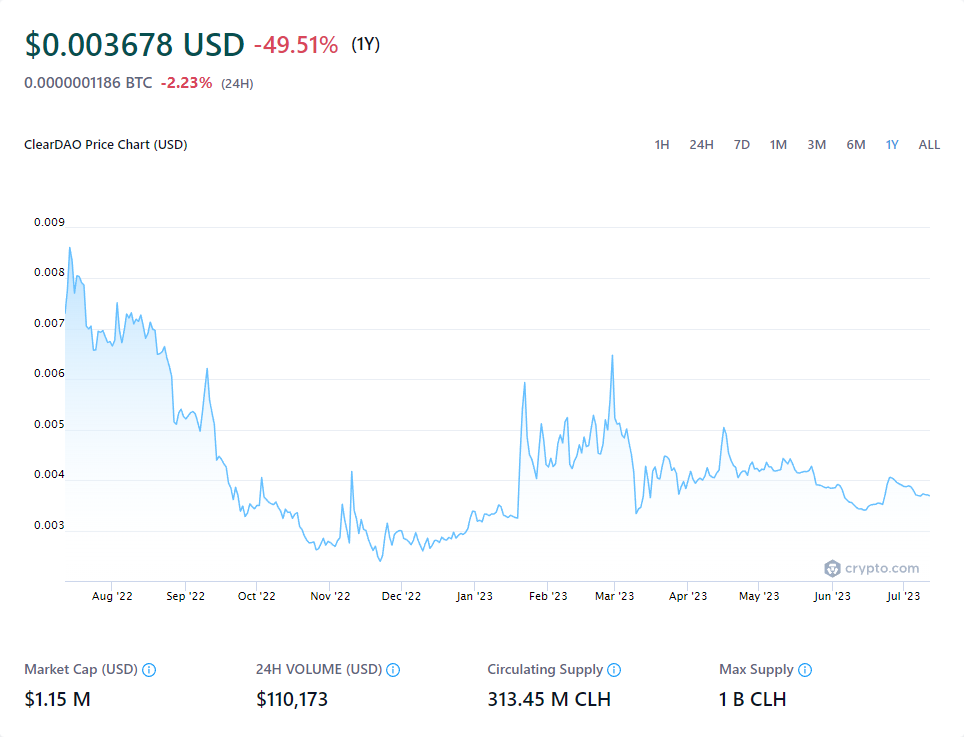 $0.003678 USD -49.51% (1Y)
0.0000001186 BTC -2.23% (24H)
ClearDAO Price Chart (USD) 1H 24H 7D 1M 3M 6M 1Y ALL
0.009
0.008
0.007
0.006
0.005
0.004
0.003
crypto.com
Aug '22 Sep '22 Oct '22 Nov '22 Dec '22 Jan '23 Feb '23 Mar '23 Apr '23 May '23 Jun '23 Jul '23
Market Cap (USD) 24H VOLUME (USD) Circulating Supply Max Supply
$1.15 M $110,173 313.45 M CLH 1 B CLH